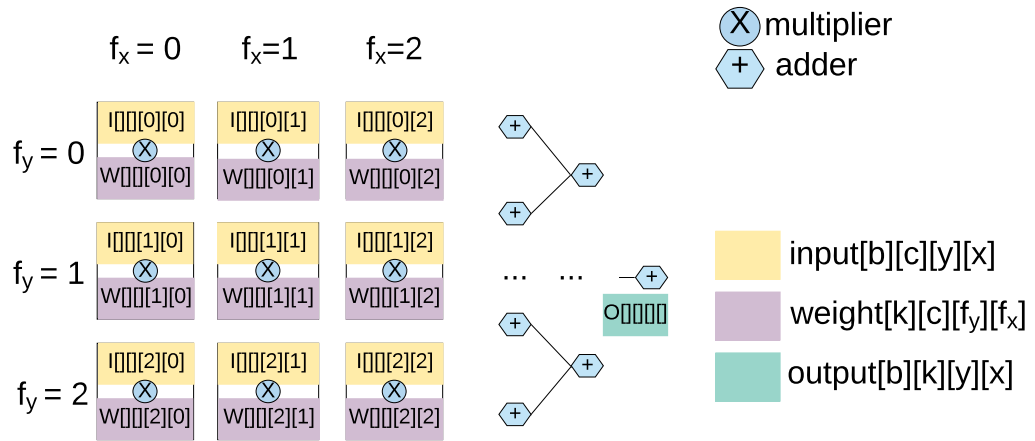 X multiplier
+ adder
fx = 0 fx=1 fx=2
fy = 0
I[][][0][0] I[][][0][1] I[][][0][2]
X X X
W[][][0][0] W[][][0][1] W[][][0][2]
+
+
+
fy = 1
I[][][1][0] I[][][1][1] I[][][1][2]
X X X
W[][][1][0] W[][][1][1] W[][][1][2]
... ... +
O[][][][]
+
+
+
fy = 2
I[][][2][0] I[][][2][1] I[][][2][2]
X X X
W[][][2][0] W[][][2][1] W[][][2][2]
input[b][c][y][x]
weight[k][c][fy][fx]
output[b][k][y][x]